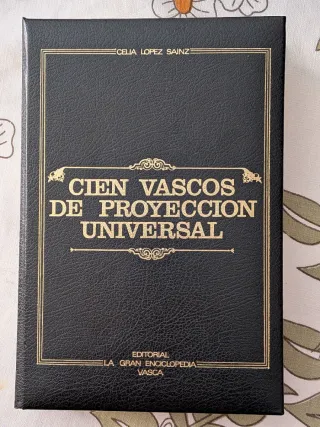 CELIA LOPEZ SAINZ
CIEN VASCOS
DE PROYECCION
UNIVERSAL
EDITORIAL
LA GRAN ENCICLOPEDIA
VASCA